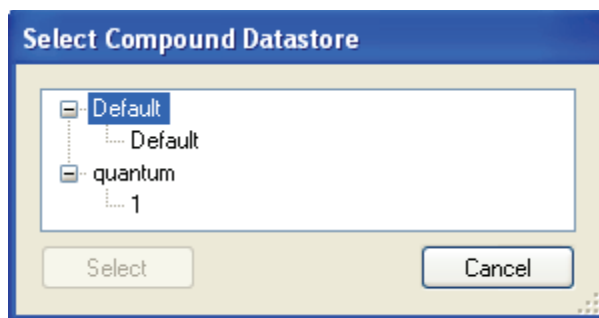 Select Compound Datastore
Default
Default
quantum
1
Select
Cancel